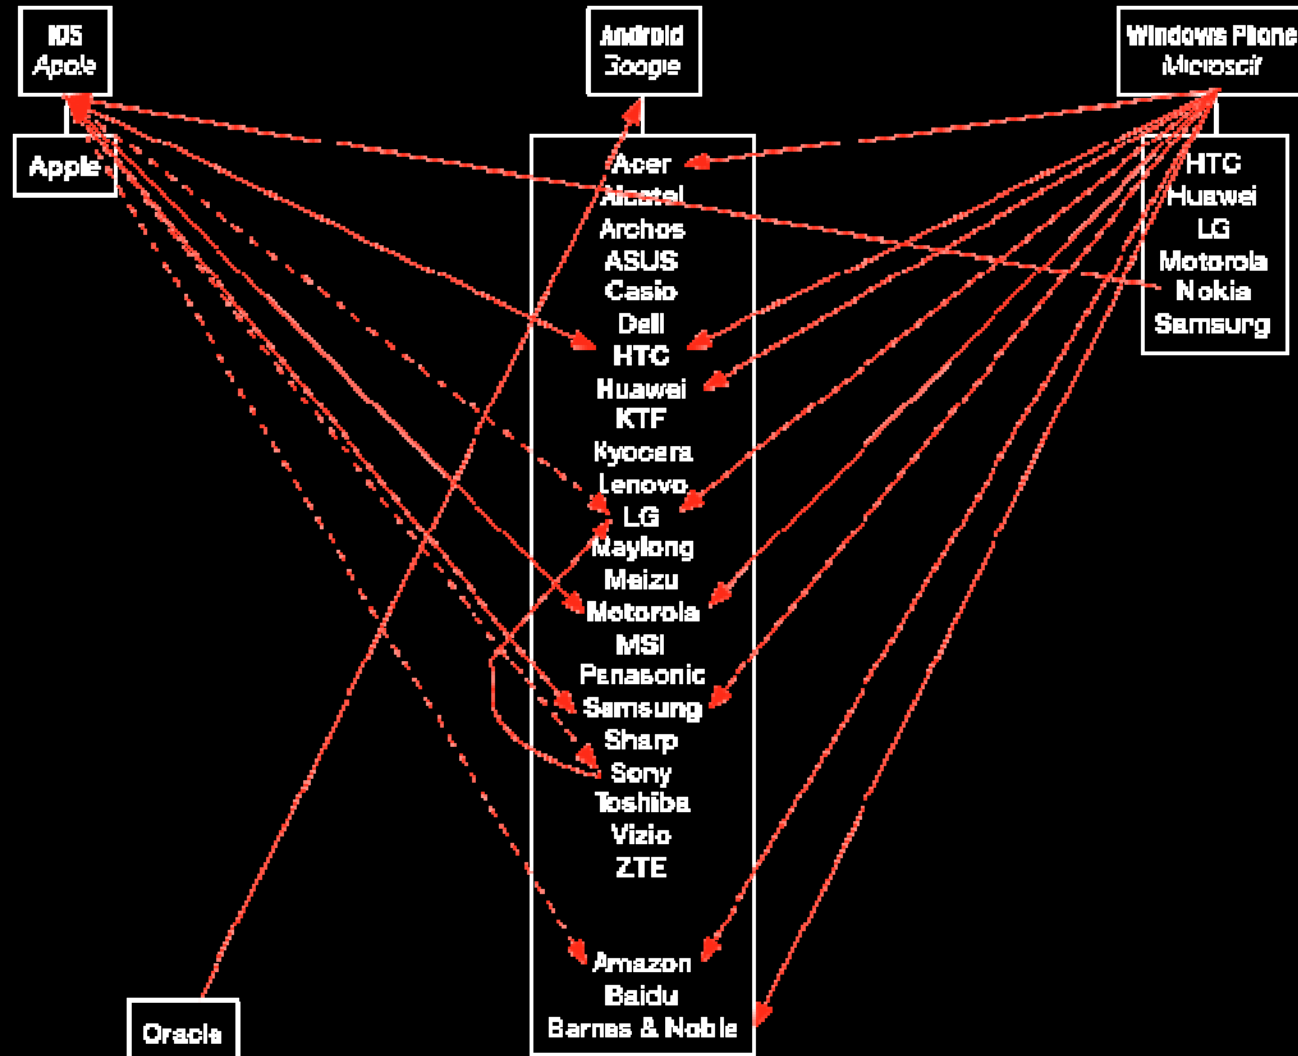 iOS
Apple
Apple
Android
Google
Acer
Alcatel
Archos
ASUS
Casio
Dell
HTC
Huawei
KTF
Kyocera
Lenovo
LG
Maylong
Meizu
Motorola
MSI
Panasonic
Samsung
Sharp
Sony
Toshiba
Vizio
ZTE
Amazon
Baidu
Barnes & Noble
Windows Phone
Microsoft
HTC
Huawei
LG
Motorola
Nokia
Samsung
Oracle